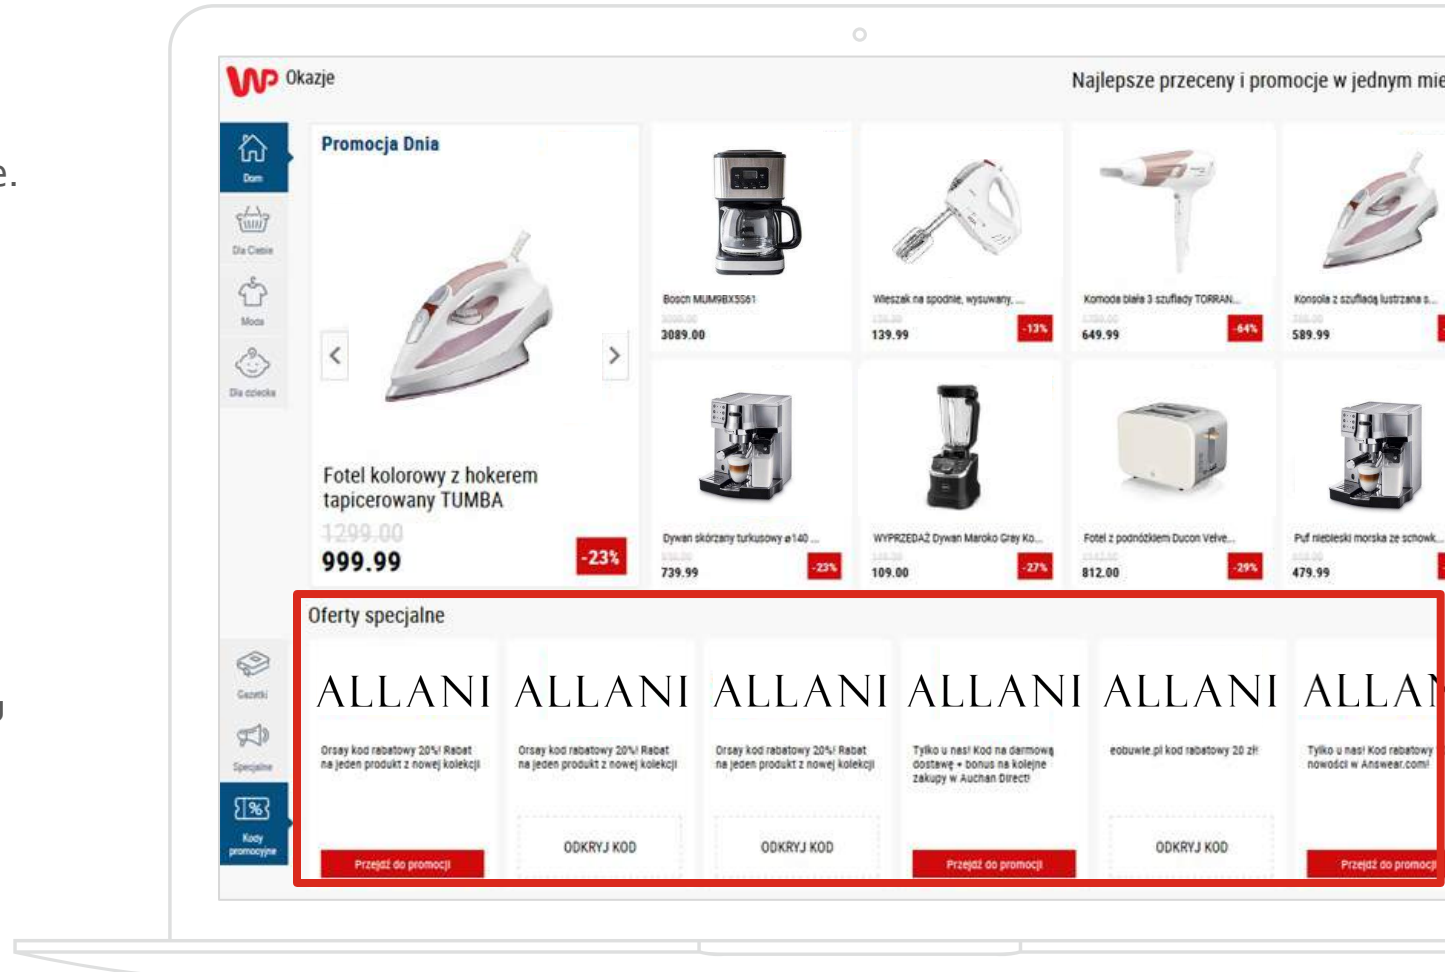 e.
WP Okazje
Najlepsze przeceny i promocje w jednym mie
Dom
Dla Ciebie
Moda
Dla dziecka
Promocja Dnia
Fotel kolorowy z hokerem
tapicerowany TUMBA
1299.00
999.99
-23%
Bosch MUM9BX5S61
3089.00
Wieszak na spodnie, wysuwany, ...
139.99
-13%
Komoda biała 3 szuflady TORRAN...
649.99
-64%
Konsola z szufladą lustrzana s...
589.99
Dywan skórzany turkusowy ø140 ...
739.99
-23%
WYPRZEDAŻ Dywan Maroko Gray Ko...
109.00
-27%
Fotel z podnóżkiem Ducon Velve...
812.00
-29%
Puf niebieski morska ze schowk...
479.99
Oferty specjalne
Gazetki
Specjalne
%
Kody
promocyjne
ALLANI
Orsay kod rabatowy 20%! Rabat
na jeden produkt z nowej kolekcji
Przejdź do promocji
ALLANI
Orsay kod rabatowy 20%! Rabat
na jeden produkt z nowej kolekcji
ODKRYJ KOD
ALLANI
Orsay kod rabatowy 20%! Rabat
na jeden produkt z nowej kolekcji
ODKRYJ KOD
ALLANI
Tylko u nas! Kod na darmową
dostawę + bonus na kolejne
zakupy w Auchan Direct!
Przejdź do promocji
ALLANI
eobuwie.pl kod rabatowy 20 zł!
ODKRYJ KOD
ALLAN
Tylko u nas! Kod rabatowy
nowości w Answear.com!
Przejdź do promocji